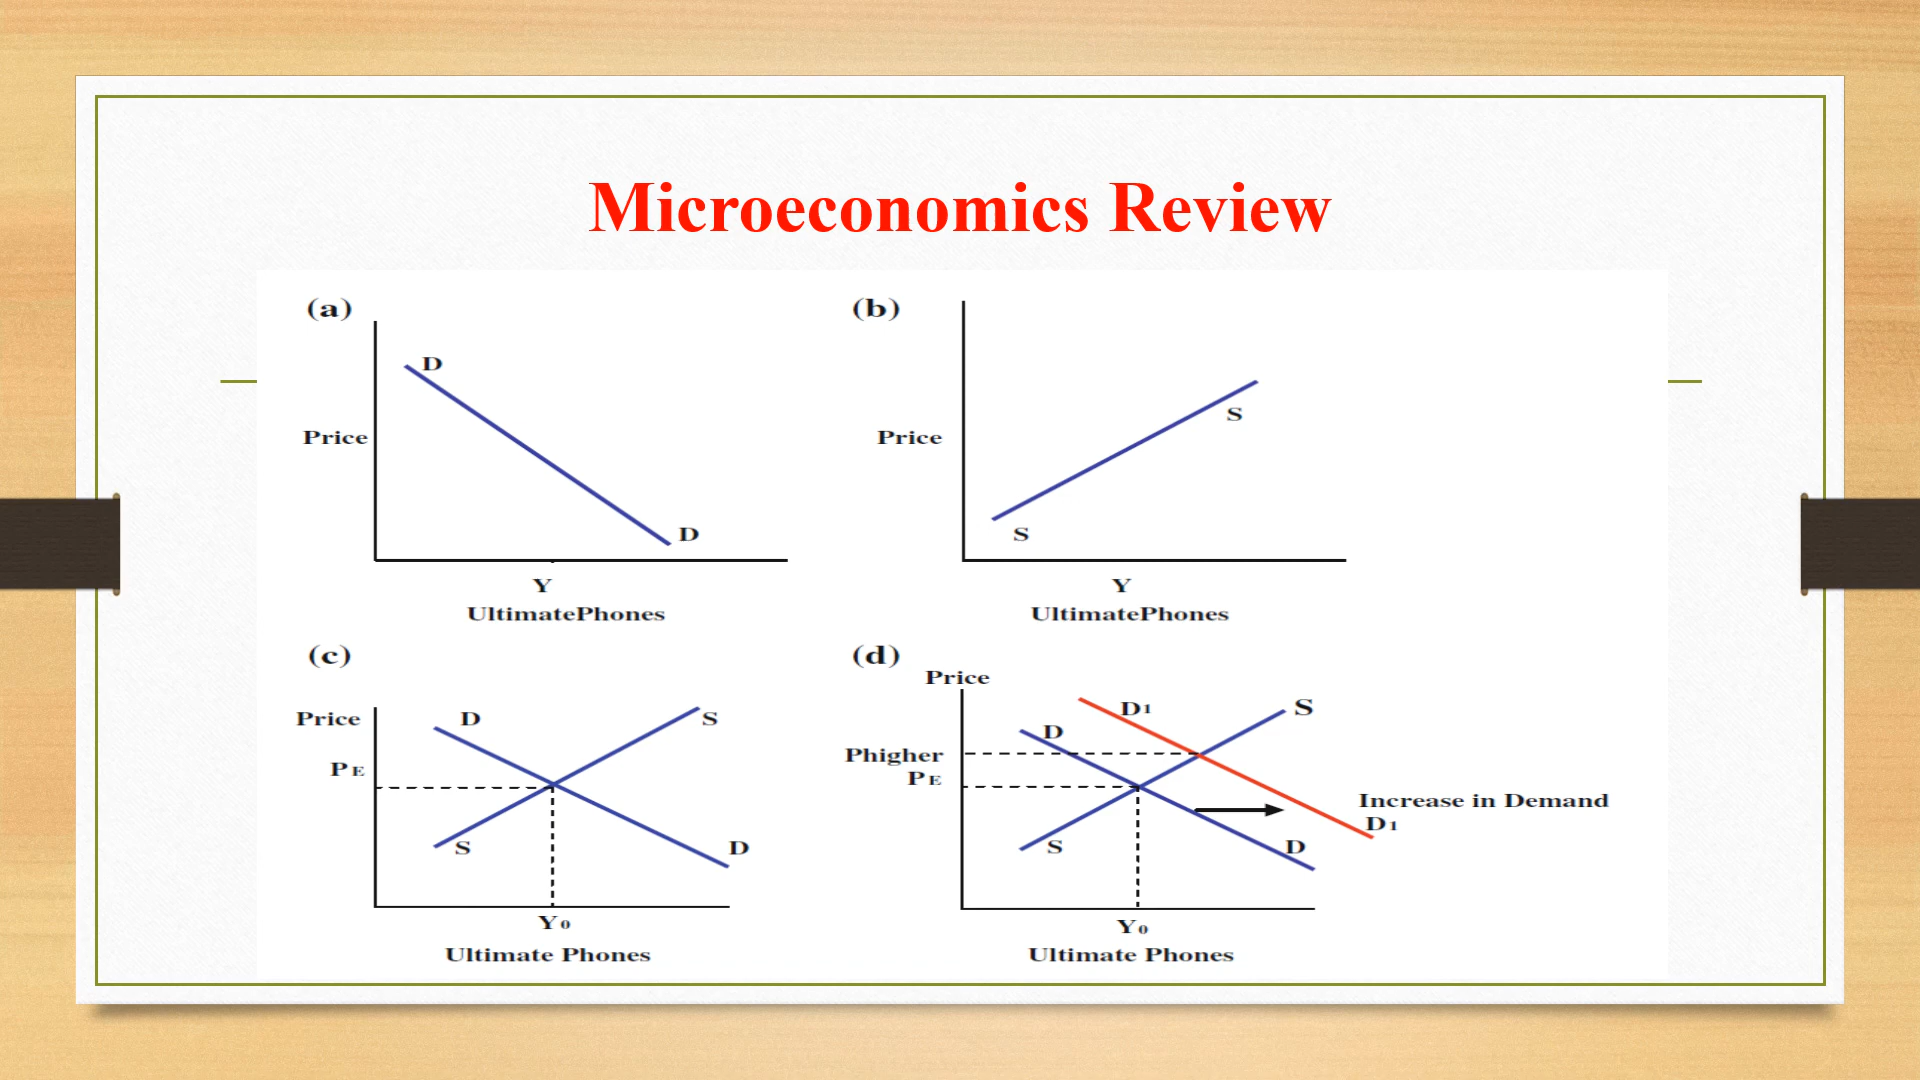 Microeconomics Review
(a)
D
Price
D
Y
UltimatePhones
(b)
S
Price
S
Y
UltimatePhones
(c)
Price
D
S
PE
S
D
Y0
Ultimate Phones
(d)
Price
D1
S
D
Phigher
PE
Increase in Demand
D1
S
D
Y0
Ultimate Phones